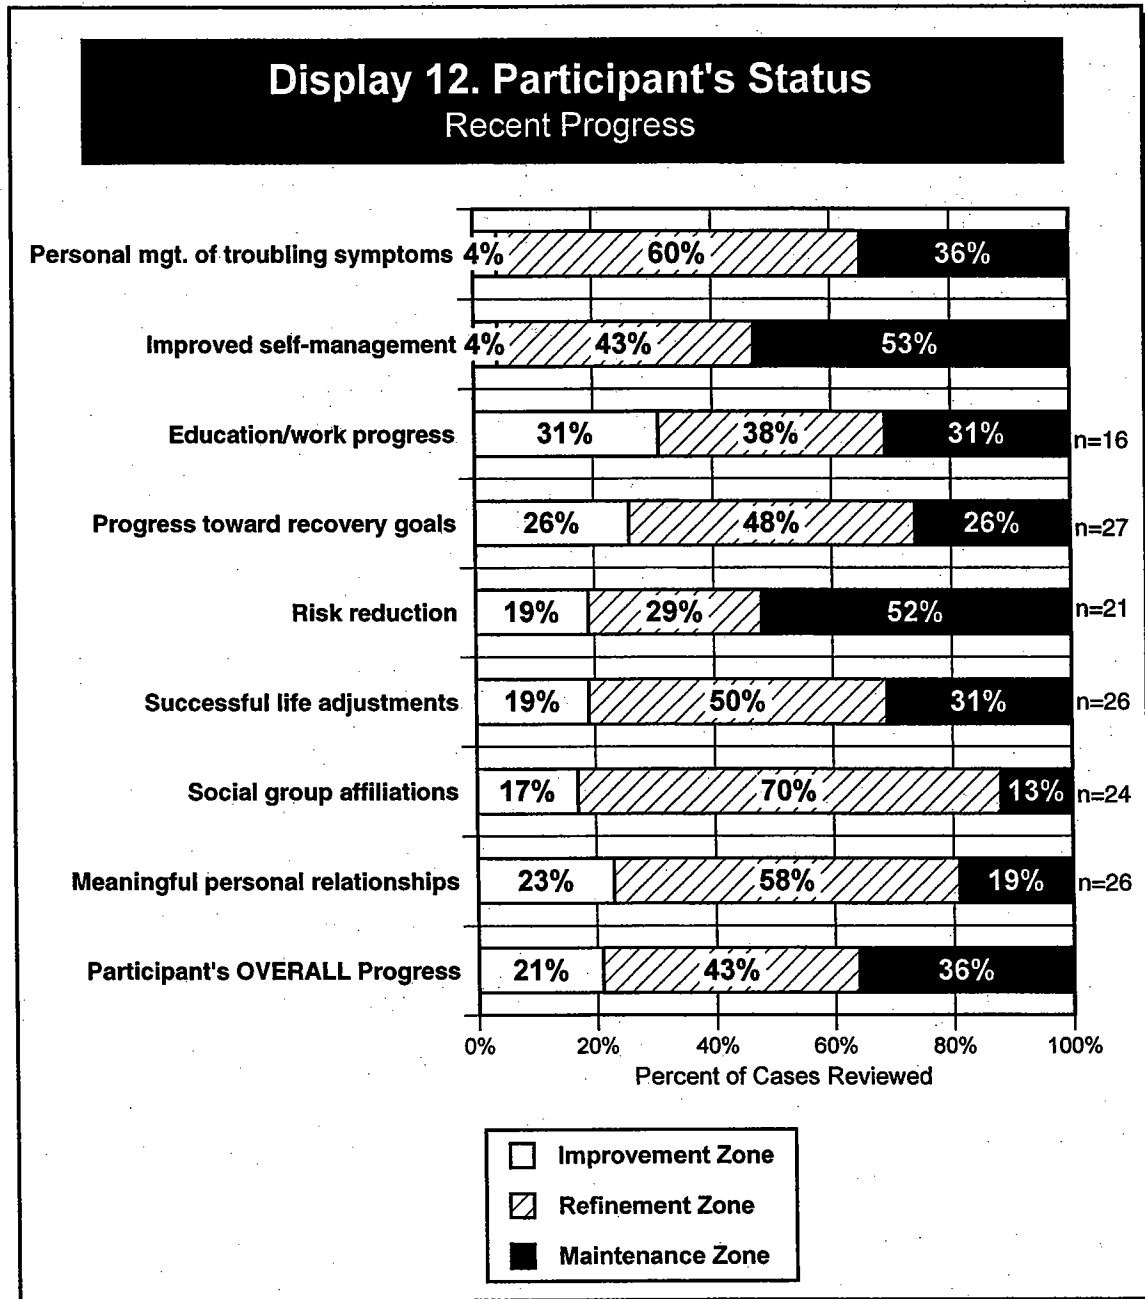 Display 12. Participant's Status
Recent Progress
Personal mgt. of troubling symptoms 4% 60% 36%
Improved self-management 4% 43% 53%
Education/work progress 31% 38% 31% n=16
Progress toward recovery goals 26% 48% 26% n=27
Risk reduction 19% 29% 52% n=21
Successful life adjustments 19% 50% 31% n=26
Social group affiliations 17% 70% 13% n=24
Meaningful personal relationships 23% 58% 19% n=26
Participant's OVERALL Progress 21% 43% 36%
0% 20% 40% 60% 80% 100%
Percent of Cases Reviewed
Improvement Zone
Refinement Zone
Maintenance Zone